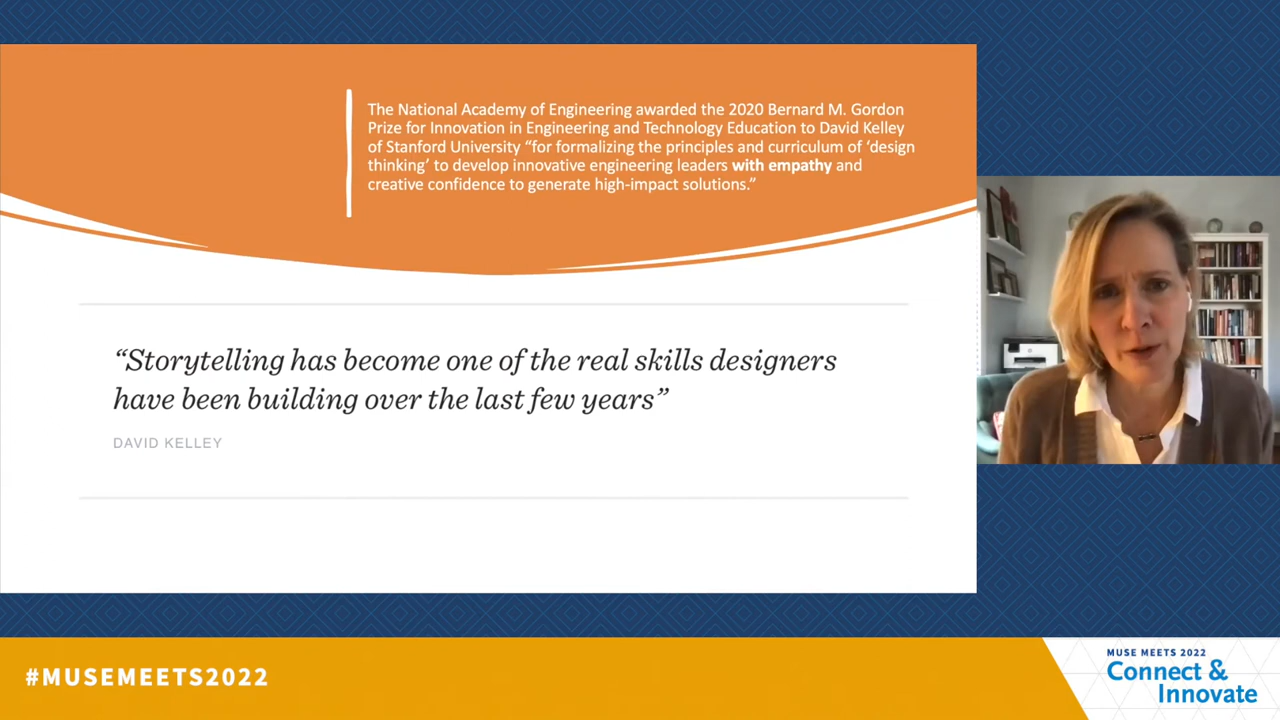 The National Academy of Engineering awarded the 2020 Bernard M. Gordon
Prize for Innovation in Engineering and Technology Education to David Kelley
of Stanford University “for formalizing the principles and curriculum of ‘design
thinking’ to develop innovative engineering leaders with empathy and
creative confidence to generate high-impact solutions.”
“Storytelling has become one of the real skills designers
have been building over the last few years”
DAVID KELLEY
#MUSEMEETS2022
MUSE MEETS 2022
Connect &
Innovate